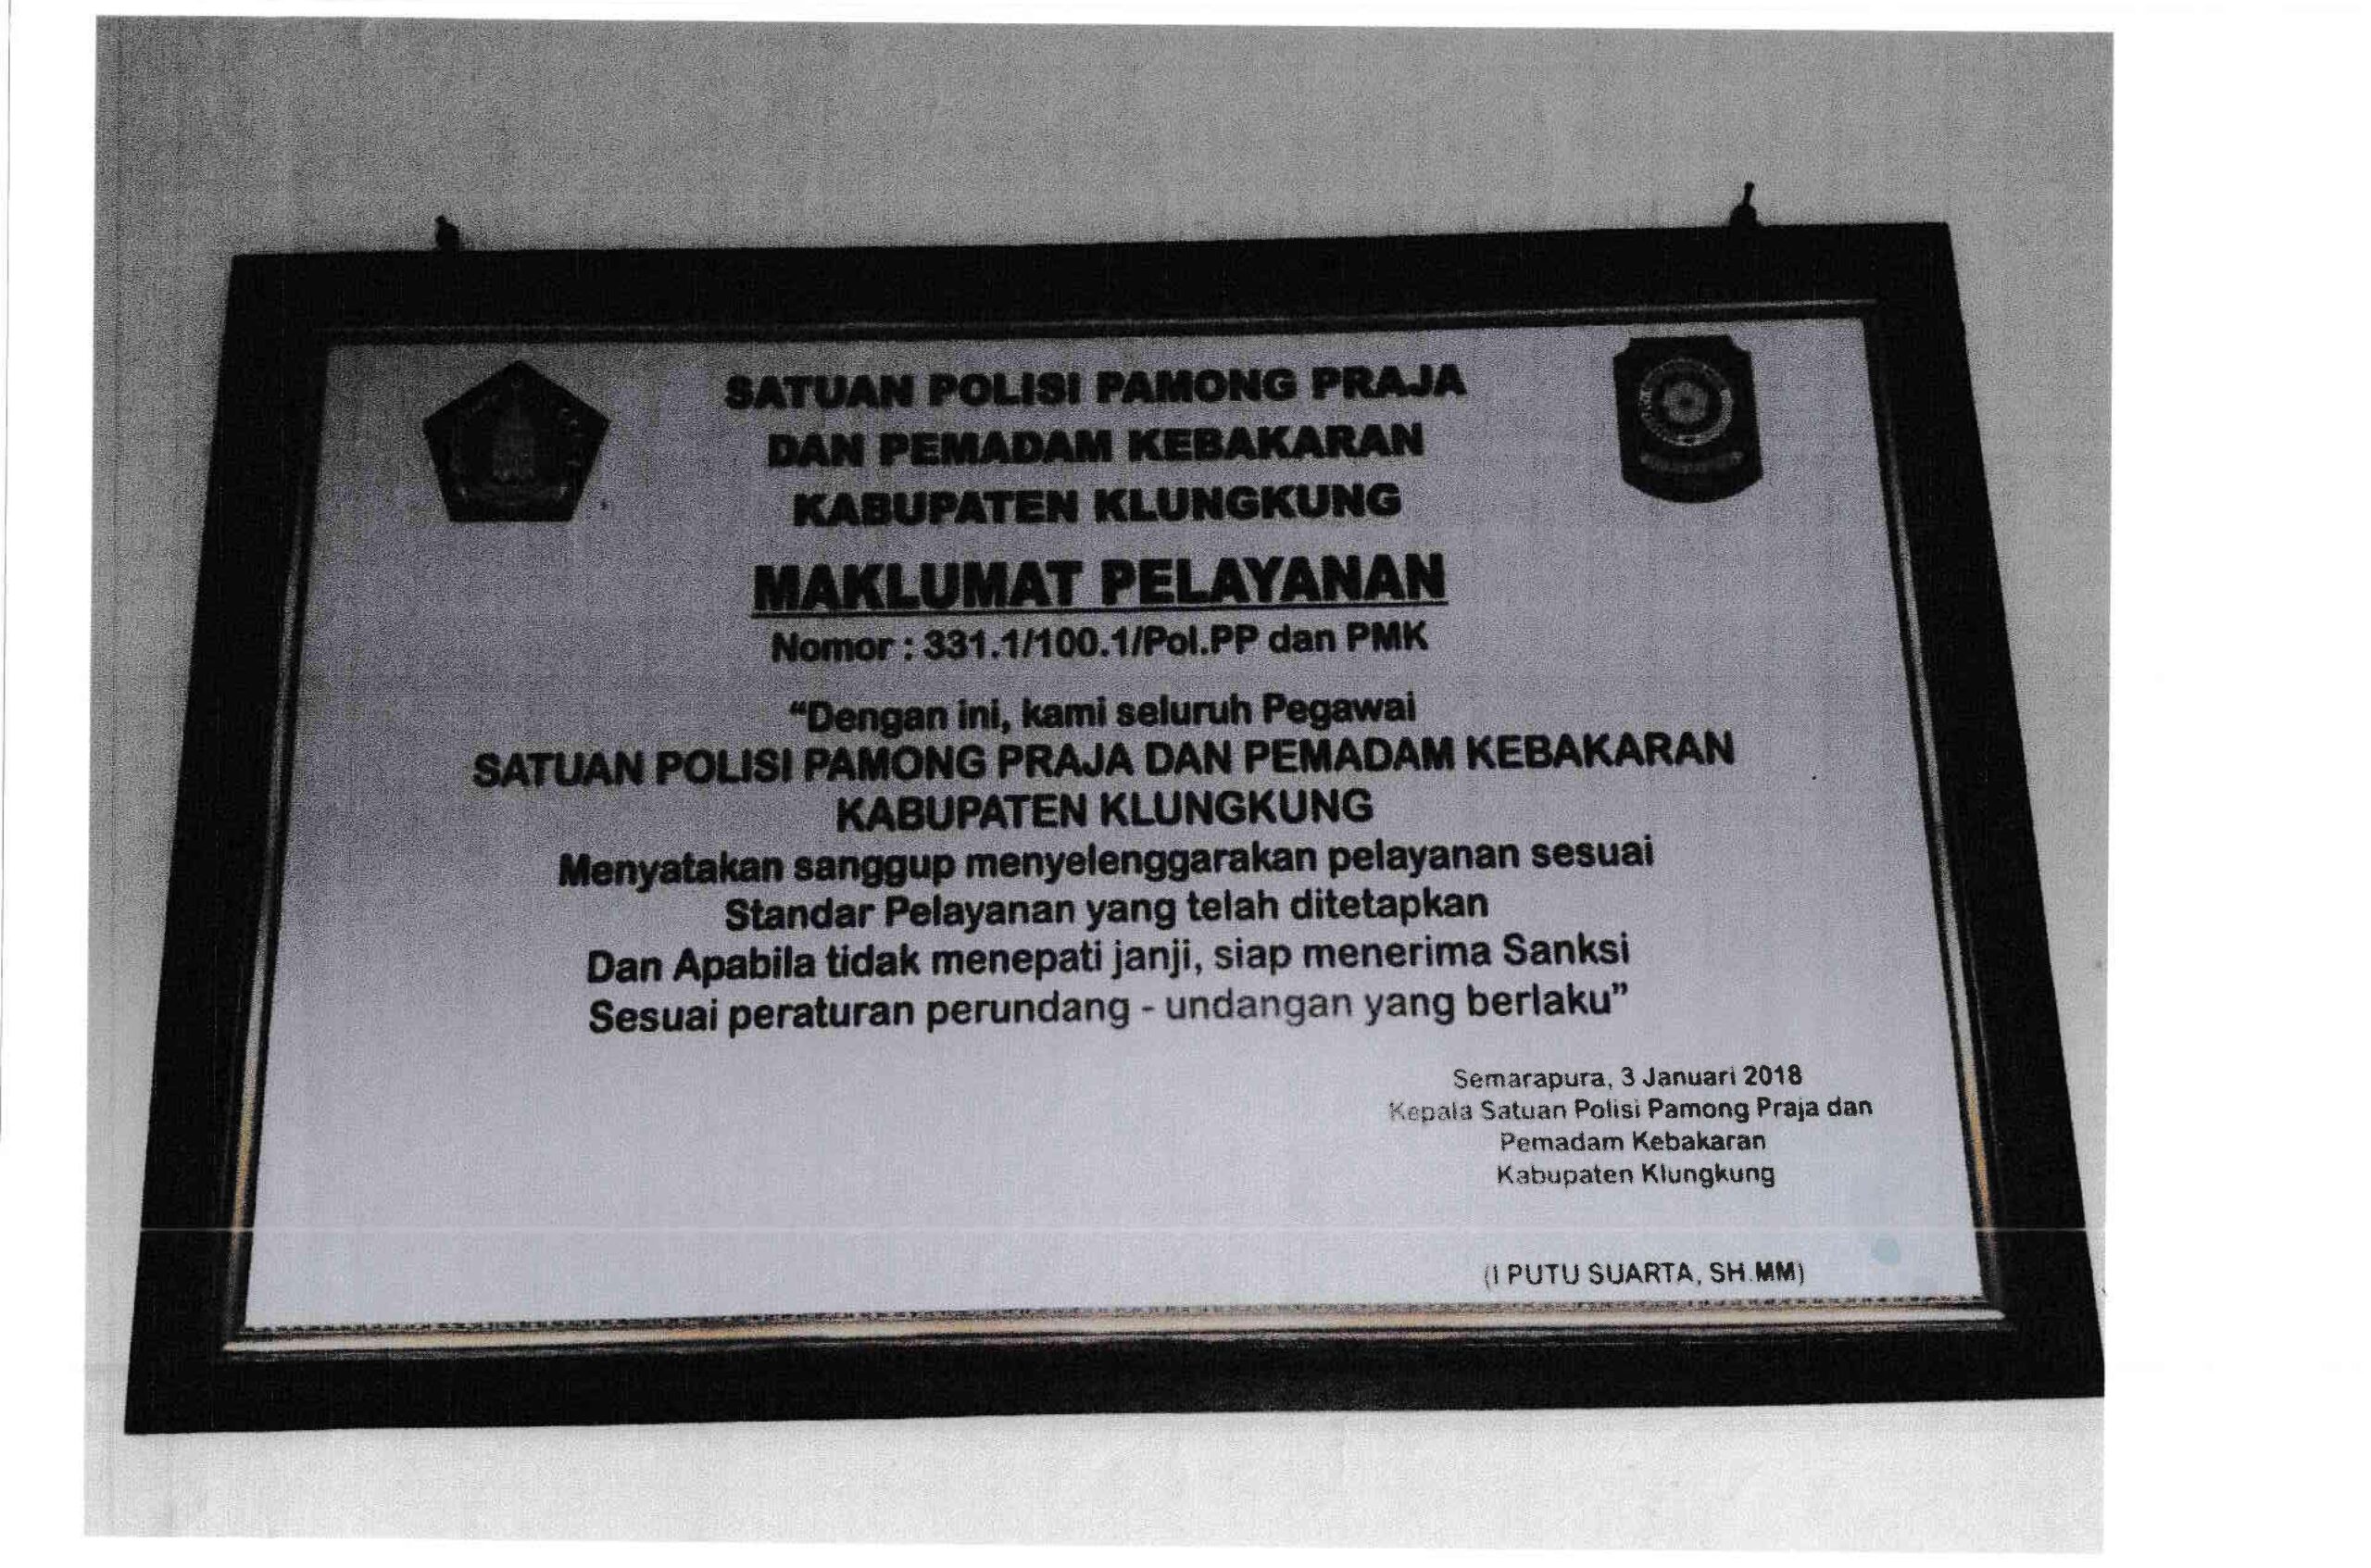 SATUAN POLISI PAMONG PRAJA
DAN PEMADAM KEBAKARAN
KABUPATEN KLUNGKUNG
MAKLUMAT PELAYANAN
Nomor : 331.1/100.1/Pol.PP dan PMK
“Dengan ini, kami seluruh Pegawai
SATUAN POLISI PAMONG PRAJA DAN PEMADAM KEBAKARAN
KABUPATEN KLUNGKUNG
Menyatakan sanggup menyelenggarakan pelayanan sesuai
Standar Pelayanan yang telah ditetapkan
Dan Apabila tidak menepati janji, siap menerima Sanksi
Sesuai peraturan perundang - undangan yang berlaku”
Semarapura, 3 Januari 2018
Kepala Satuan Polisi Pamong Praja dan
Pemadam Kebakaran
Kabupaten Klungkung
(I PUTU SUARTA, SH.MM)